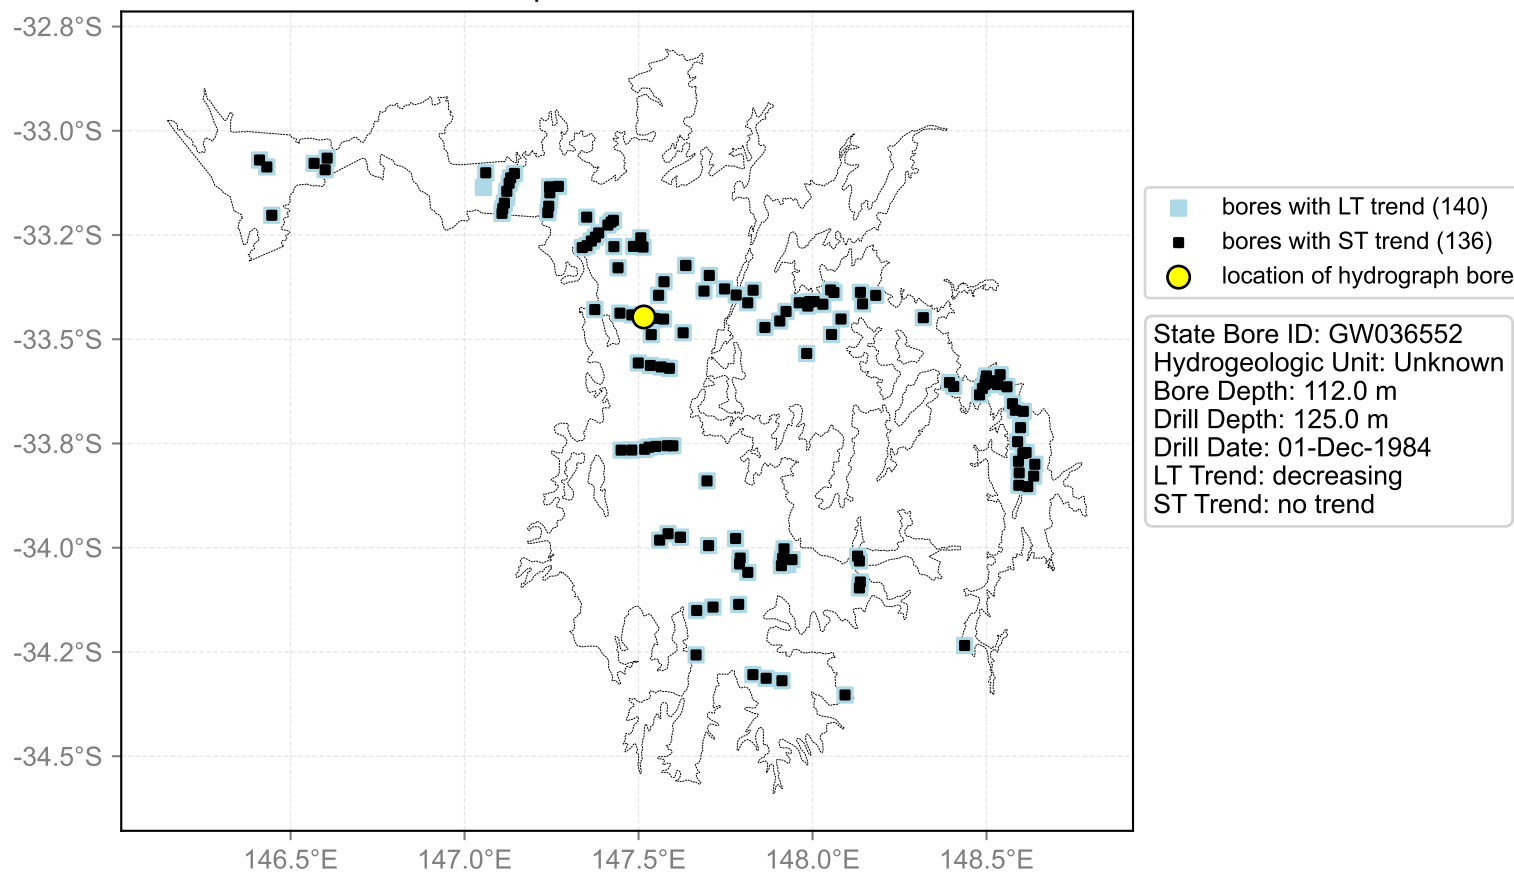 -32.8°S
-33.0°S
-33.2°S
-33.5°S
-33.8°S
-34.0°S
-34.2°S
-34.5°S
146.5°E
147.0°E
147.5°E
148.0°E
148.5°E
bores with LT trend (140)
bores with ST trend (136)
location of hydrograph bore
State Bore ID: GW036552
Hydrogeologic Unit: Unknown
Bore Depth: 112.0 m
Drill Depth: 125.0 m
Drill Date: 01-Dec-1984
LT Trend: decreasing
ST Trend: no trend